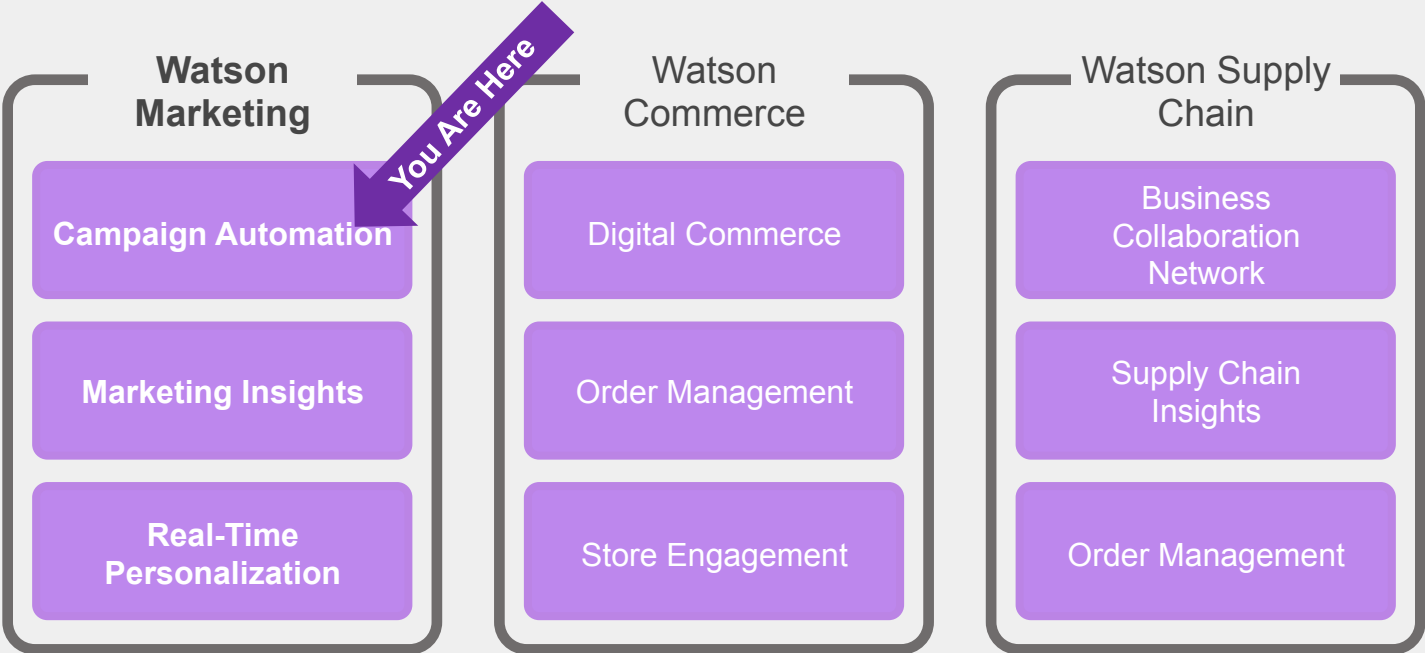 Watson
Marketing
Campaign Automation
Marketing Insights
Real-Time
Personalization
You Are Here
Watson
Commerce
Digital Commerce
Order Management
Store Engagement
Watson Supply
Chain
Business
Collaboration
Network
Supply Chain
Insights
Order Management